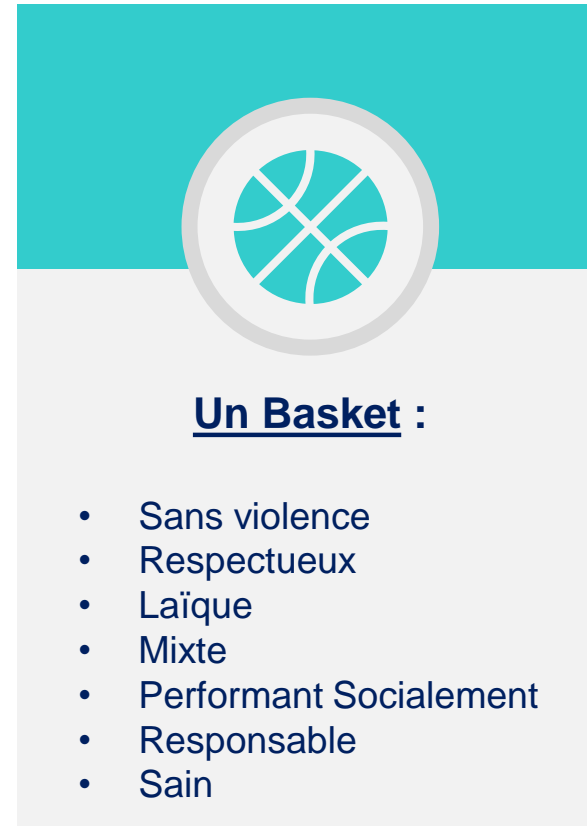 Un Basket :
• Sans violence
• Respectueux
• Laïque
• Mixte
• Performant Socialement
• Responsable
• Sain